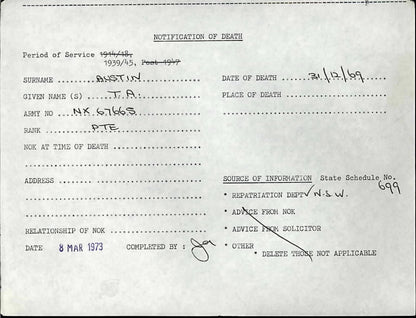 NOTIFICATION OF DEATH
Period of Service 1914/18,
1939/45, Post 1947
SURNAME ...... AUSTIN ......
GIVEN NAME (S) ...... T.A. ......
ARMY NO ... NX 67665 ......
RANK ...... PTE ......
NOK AT TIME OF DEATH ......
ADDRESS ......
RELATIONSHIP OF NOK ......
DATE 8 MAR 1973 COMPLETED BY :
DATE OF DEATH ...... 31/12/69 ......
PLACE OF DEATH ......
SOURCE OF INFORMATION State Schedule No.
699
* REPATRIATION DEPT ✓ N.S.W.
* ADVICE FROM NOK
* ADVICE FROM SOLICITOR
* OTHER
* DELETE THOSE NOT APPLICABLE